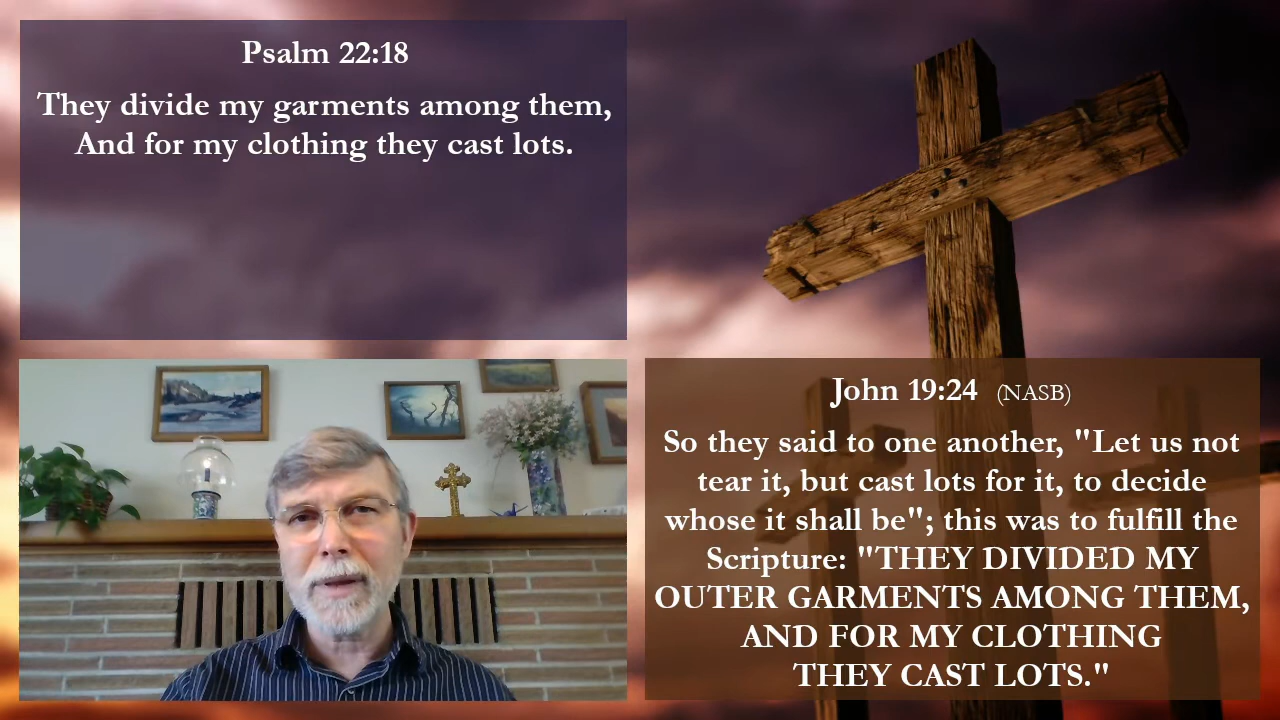 Psalm 22:18
They divide my garments among them,
And for my clothing they cast lots.
John 19:24 (NASB)
So they said to one another, "Let us not
tear it, but cast lots for it, to decide
whose it shall be"; this was to fulfill the
Scripture: "THEY DIVIDED MY
OUTER GARMENTS AMONG THEM,
AND FOR MY CLOTHING
THEY CAST LOTS."